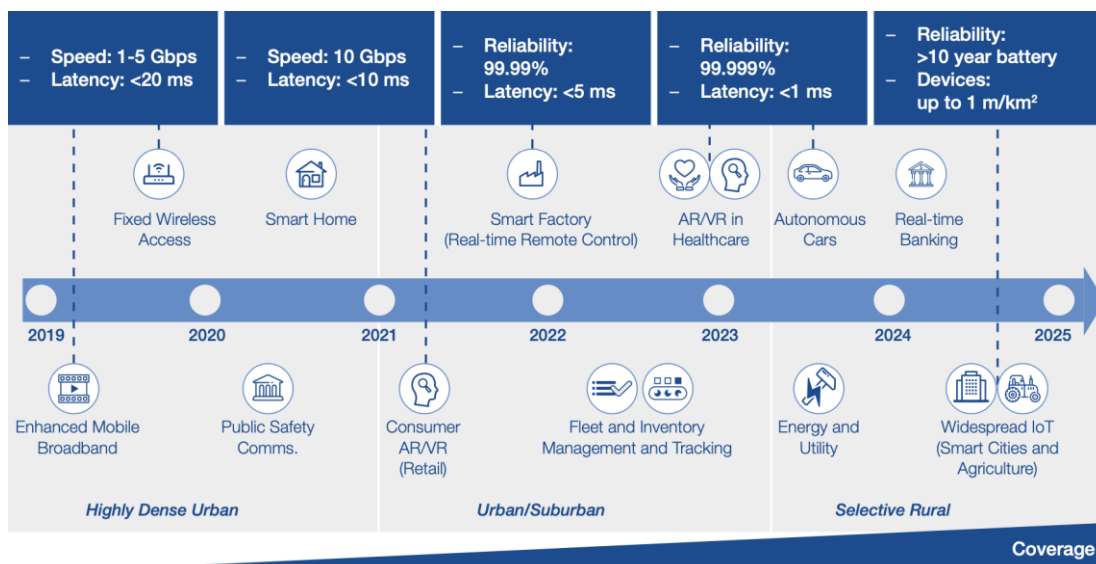 – Speed: 1-5 Gbps
– Latency: <20 ms
– Speed: 10 Gbps
– Latency: <10 ms
– Reliability:
99.99%
– Latency: <5 ms
– Reliability:
99.999%
– Latency: <1 ms
– Reliability:
>10 year battery
– Devices:
up to 1 m/km²
Fixed Wireless
Access
Smart Home
Smart Factory
(Real-time Remote Control)
AR/VR in
Healthcare
Autonomous
Cars
Real-time
Banking
2019
2020
2021
2022
2023
2024
2025
Enhanced Mobile
Broadband
Public Safety
Comms.
Consumer
AR/VR
(Retail)
Fleet and Inventory
Management and Tracking
Energy and
Utility
Widespread IoT
(Smart Cities and
Agriculture)
Highly Dense Urban
Urban/Suburban
Selective Rural
Coverage